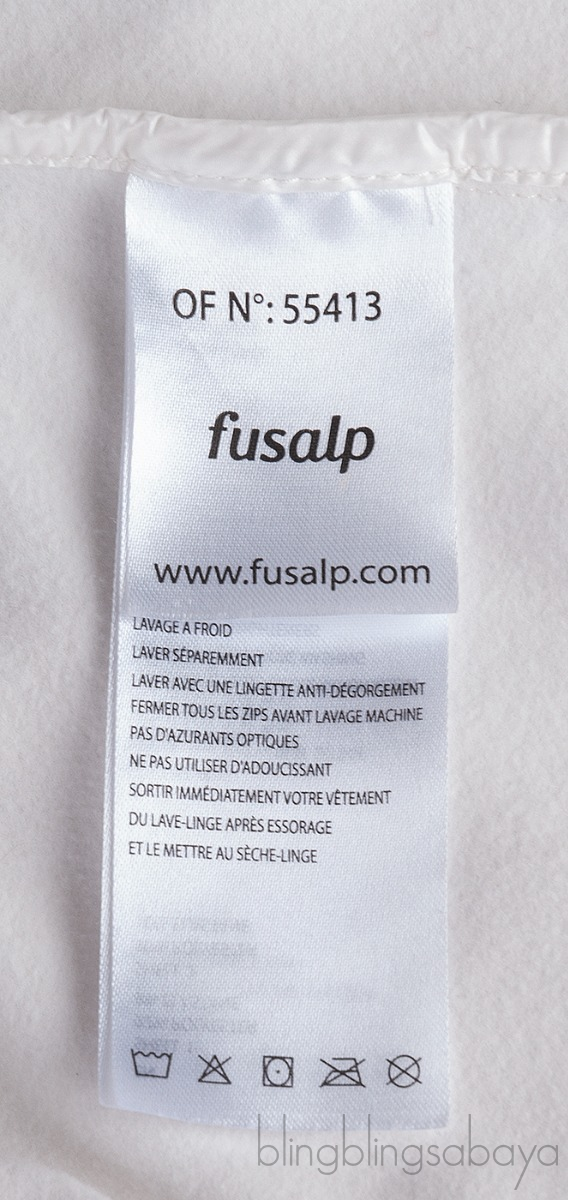 OF N°: 55413
fusalp
www.fusalp.com
LAVAGE A FROID
LAVER SÉPAREMMENT
LAVER AVEC UNE LINGETTE ANTI-DÉGORGEMENT
FERMER TOUS LES ZIPS AVANT LAVAGE MACHINE
PAS D'AZURANTS OPTIQUES
NE PAS UTILISER D'ADOUCISSANT
SORTIR IMMÉDIATEMENT VOTRE VÊTEMENT
DU LAVE-LINGE APRÈS ESSORAGE
ET LE METTRE AU SÈCHE-LINGE
blingblingsabaya